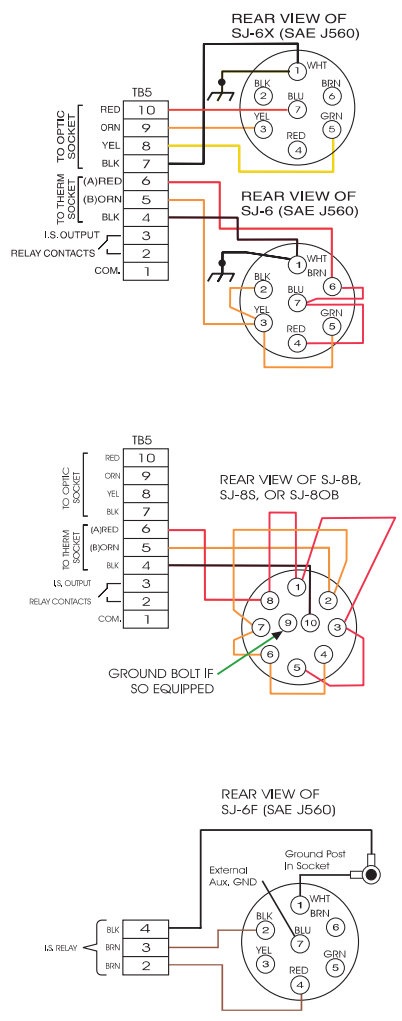 REAR VIEW OF
SJ-6X (SAE J560)
TB5
TO OPTIC
SOCKET
RED 10
ORN 9
YEL 8
BLK 7
TO THERM
SOCKET
(A)RED 6
(B)ORN 5
BLK 4
I.S. OUTPUT 3
RELAY CONTACTS 2
COM. 1
1 WHT
BLK
2
BRN
6
BLU
7
YEL
3
GRN
5
RED
4
REAR VIEW OF
SJ-6 (SAE J560)
1 WHT
BRN
6
BLK
2
BLU
7
YEL
3
GRN
5
RED
4
TB5
TO OPTIC
SOCKET
RED 10
ORN 9
YEL 8
BLK 7
TO THERM
SOCKET
(A)RED 6
(B)ORN 5
BLK 4
I.S. OUTPUT 3
RELAY CONTACTS 2
COM. 1
REAR VIEW OF SJ-8B,
SJ-8S, OR SJ-8OB
1
8
2
7
9
10
3
6
4
5
GROUND BOLT IF
SO EQUIPPED
REAR VIEW OF
SJ-6F (SAE J560)
Ground Post
In Socket
External
Aux. GND
1 WHT
BRN
6
BLK
2
BLU
7
YEL
3
GRN
5
RED
4
I.S. RELAY
BLK 4
BRN 3
BRN 2